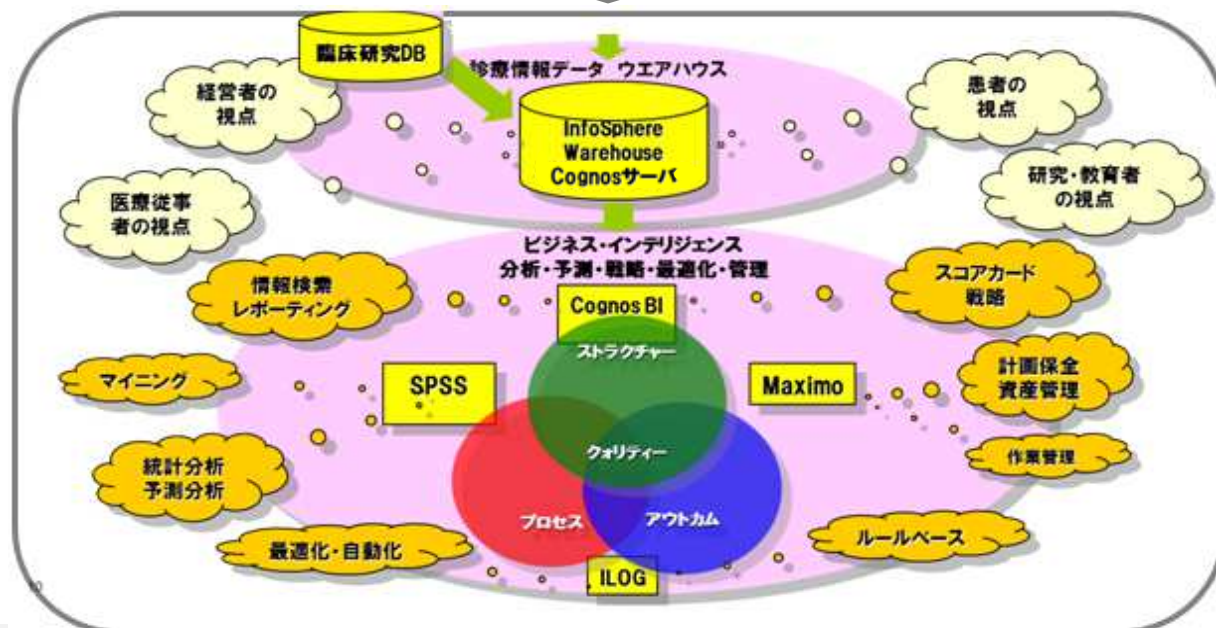 臨床研究DB
診療情報データ ウエアハウス
経営者の
視点
患者の
視点
InfoSphere
Warehouse
Cognosサーバ
医療従事
者の視点
研究・教育者
の視点
ビジネス・インテリジェンス
分析・予測・戦略・最適化・管理
情報検索
レポーティング
スコアカード
戦略
Cognos BI
ストラクチャー
マイニング
SPSS
Maximo
計画保全
資産管理
クォリティー
作業管理
統計分析
予測分析
プロセス
アウトカム
最適化・自動化
ルールベース
ILOG